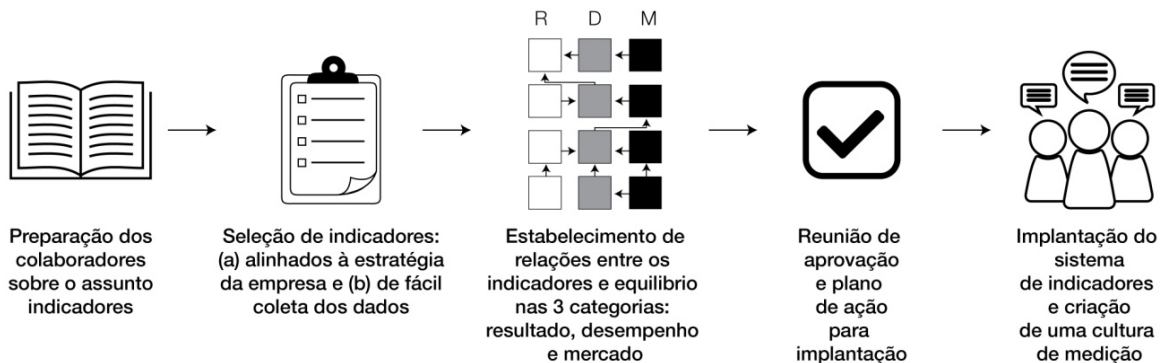 R D M
Preparação dos
colaboradores
sobre o assunto
indicadores
Seleção de indicadores:
(a) alinhados à estratégia
da empresa e (b) de fácil
coleta dos dados
Estabelecimento de
relações entre os
indicadores e equilibrio
nas 3 categorias:
resultado, desempenho
e mercado
Reunião de
aprovação
e plano
de ação
para
implantação
Implantação do
sistema
de indicadores
e criação
de uma cultura
de medição